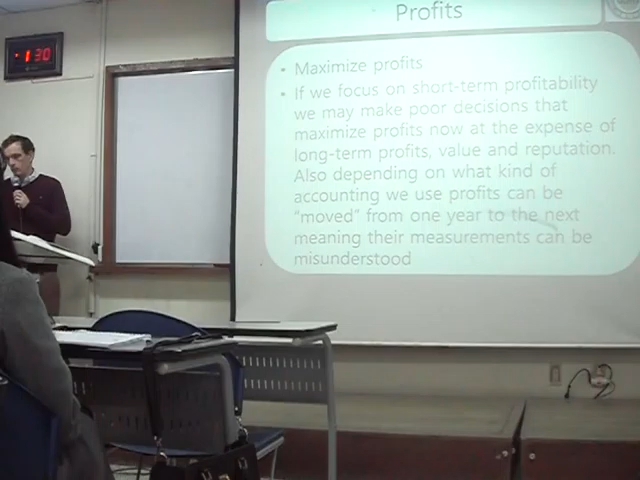 Profits
1 30
• Maximize profits
• If we focus on short-term profitability
we may make poor decisions that
maximize profits now at the expense of
long-term profits, value and reputation.
Also depending on what kind of
accounting we use profits can be
"moved" from one year to the next
meaning their measurements can be
misunderstood